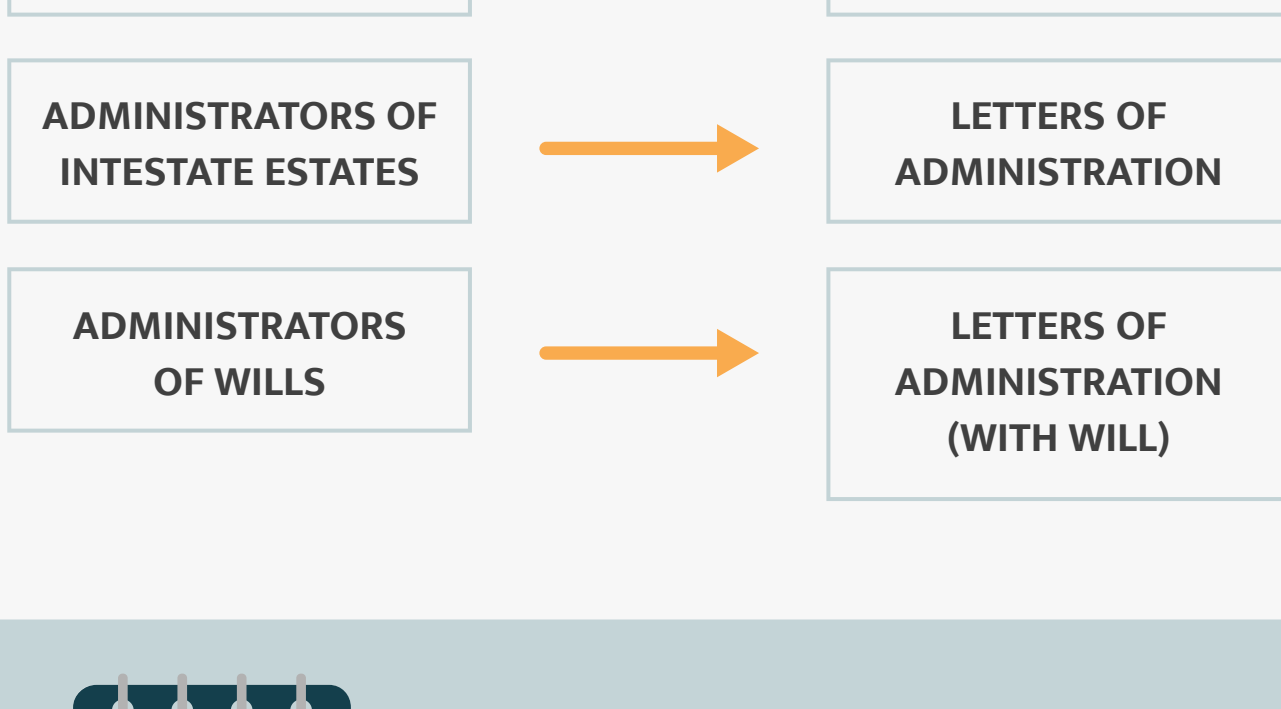 ADMINISTRATORS OF
INTESTATE ESTATES
LETTERS OF
ADMINISTRATION
ADMINISTRATORS
OF WILLS
LETTERS OF
ADMINISTRATION
(WITH WILL)